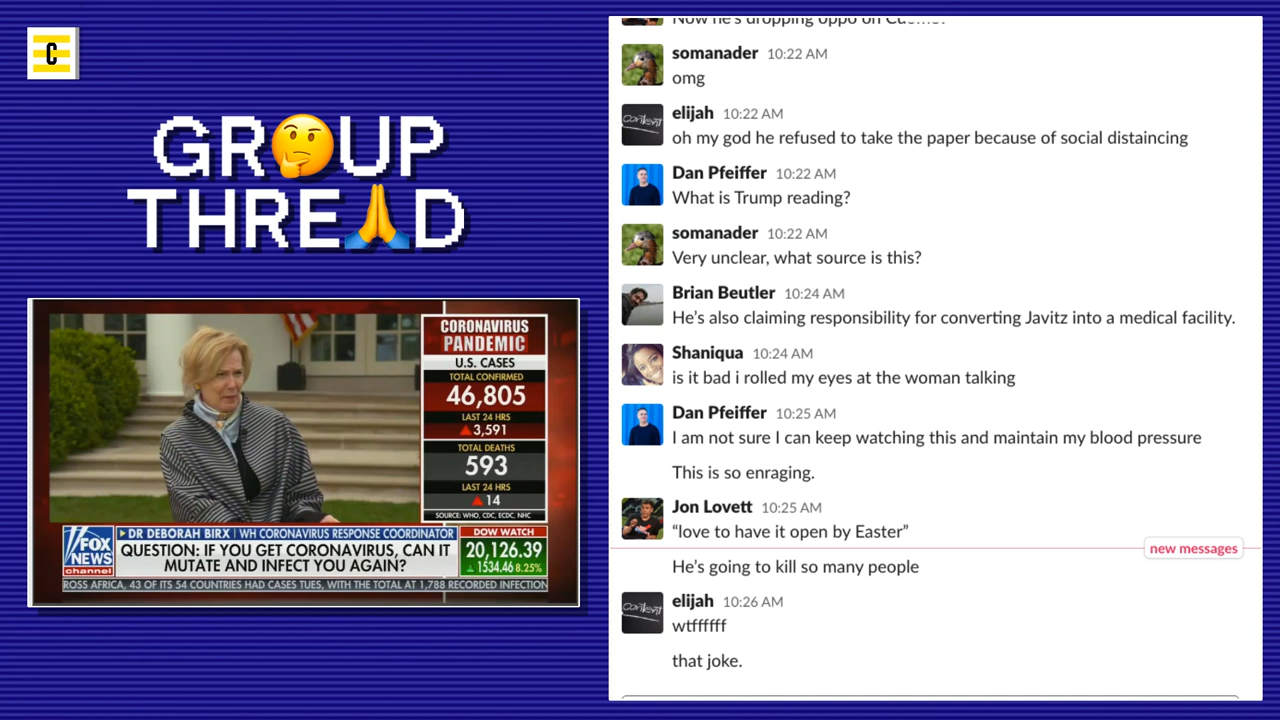 C
GR🤔UP
THRE🙏D
CORONAVIRUS
PANDEMIC
U.S. CASES
TOTAL CONFIRMED
46,805
LAST 24 HRS
▲3,591
TOTAL DEATHS
593
LAST 24 HRS
▲14
SOURCE: WHO, CDC, ECDC, NHC
FOX
NEWS
channel
DR DEBORAH BIRX | WH CORONAVIRUS RESPONSE COORDINATOR
QUESTION: IF YOU GET CORONAVIRUS, CAN IT
MUTATE AND INFECT YOU AGAIN?
DOW WATCH
20,126.39
▲ 1534.46 8.25%
ROSS AFRICA, 43 OF ITS 54 COUNTRIES HAD CASES TUES, WITH THE TOTAL AT 1,788 RECORDED INFECTION
Now he's dropping oppo on
somanader 10:22 AM
omg
elijah 10:22 AM
oh my god he refused to take the paper because of social distaincing
Dan Pfeiffer 10:22 AM
What is Trump reading?
somanader 10:22 AM
Very unclear, what source is this?
Brian Beutler 10:24 AM
He's also claiming responsibility for converting Javitz into a medical facility.
Shaniqua 10:24 AM
is it bad i rolled my eyes at the woman talking
Dan Pfeiffer 10:25 AM
I am not sure I can keep watching this and maintain my blood pressure
This is so enraging.
Jon Lovett 10:25 AM
“love to have it open by Easter”
new messages
He's going to kill so many people
elijah 10:26 AM
wtffffff
that joke.